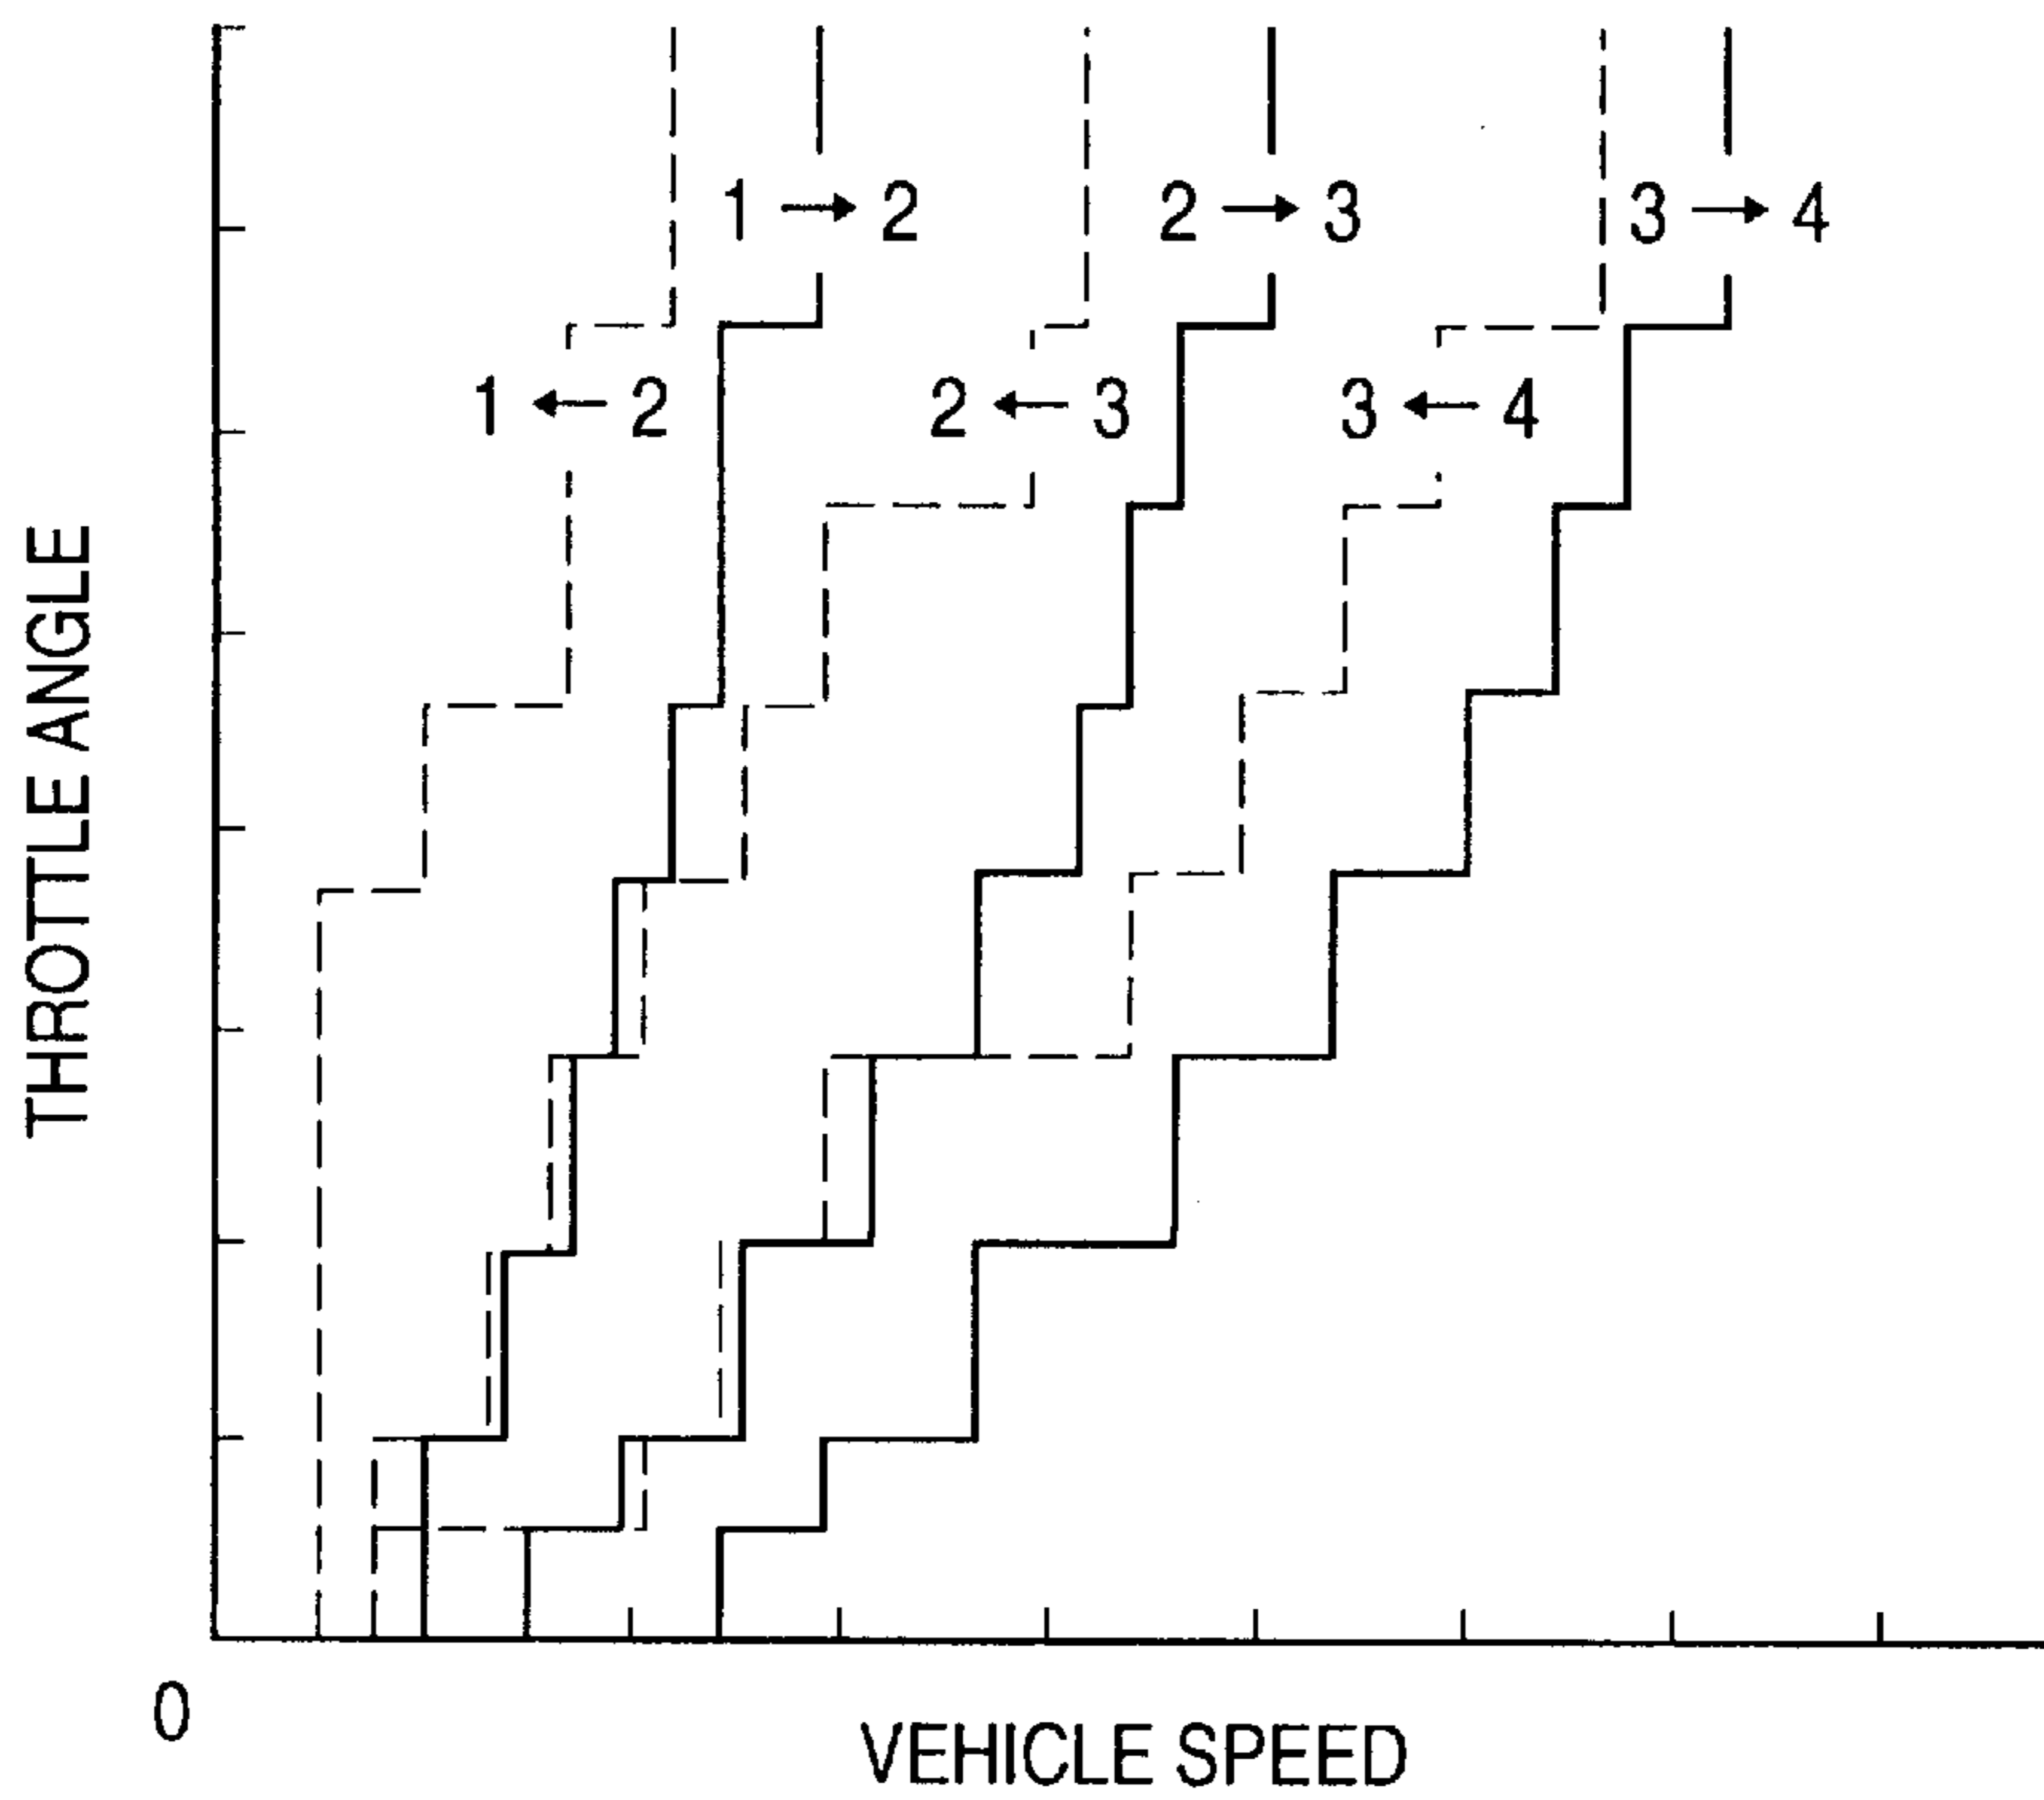 1 → 2
2 → 3
3 → 4
1 ← 2
2 ← 3
3 ← 4
THROTTLE ANGLE
0
VEHICLE SPEED